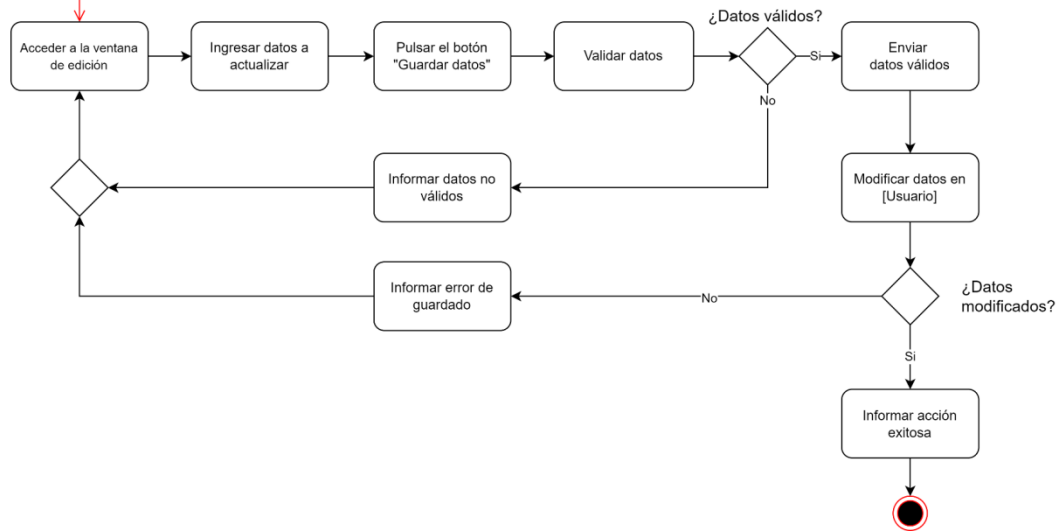 ¿Datos válidos?
Acceder a la ventana
de edición
Ingresar datos a
actualizar
Pulsar el botón
"Guardar datos"
Validar datos
Si
Enviar
datos válidos
No
Informar datos no
válidos
Modificar datos en
[Usuario]
Informar error de
guardado
No
¿Datos
modificados?
Si
Informar acción
exitosa